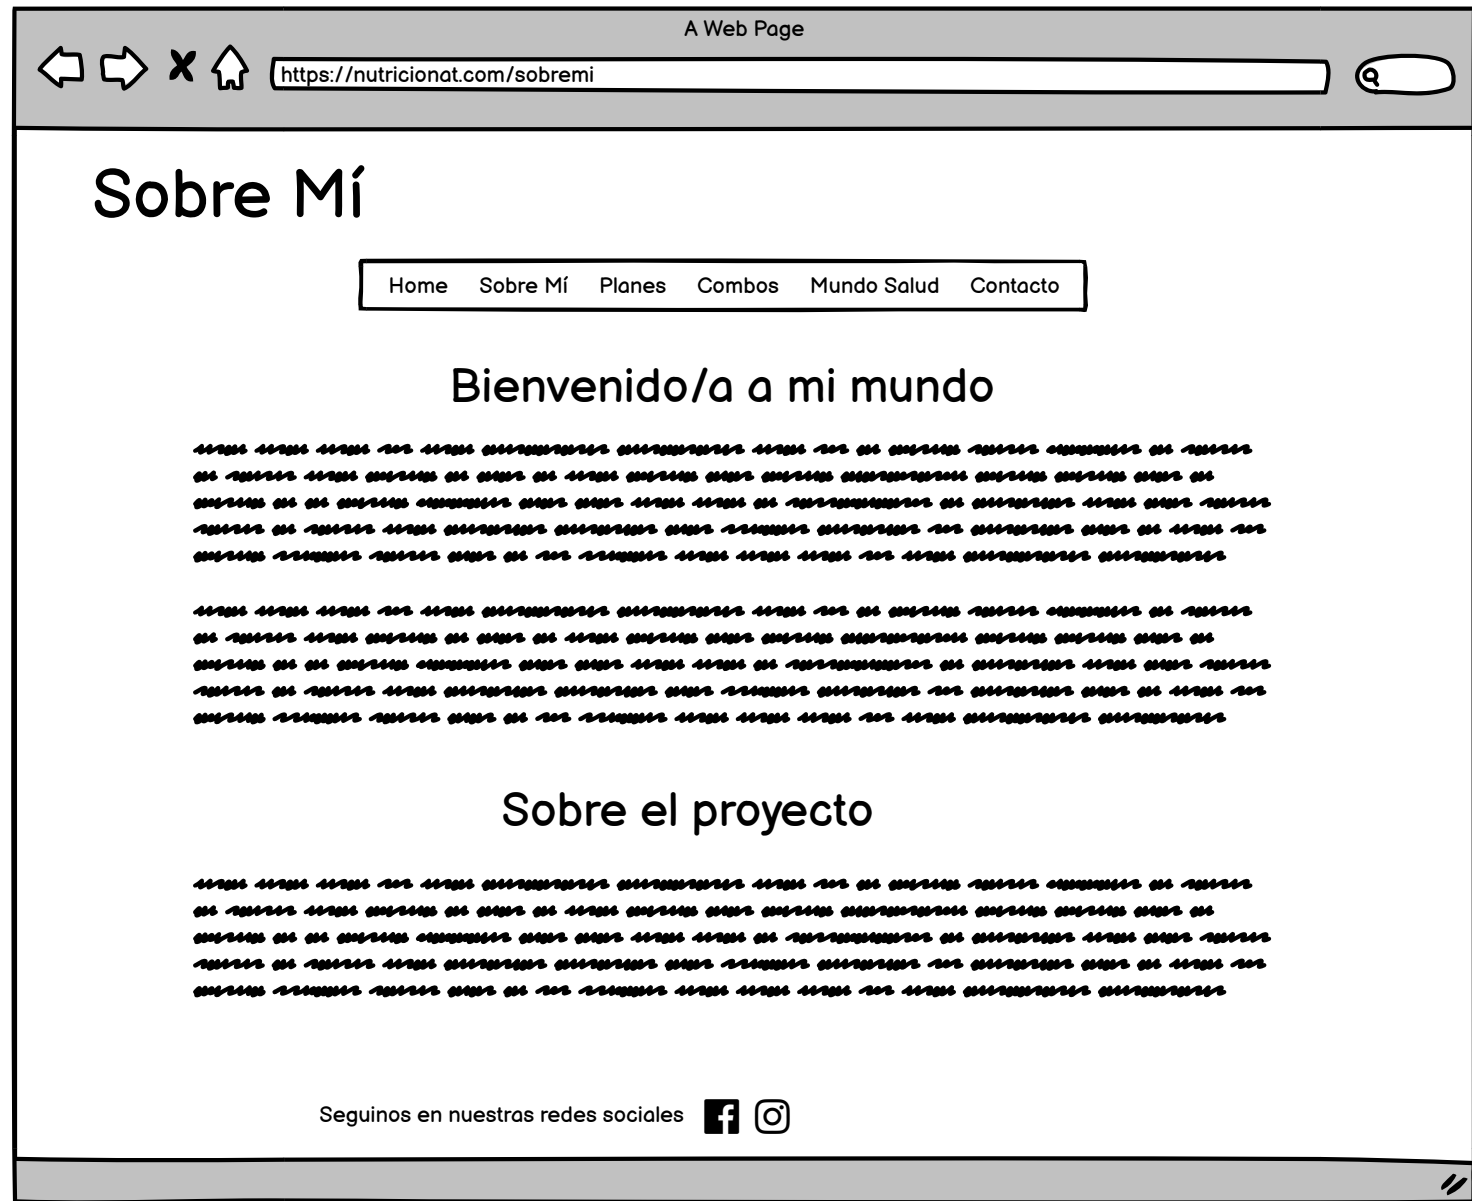 A Web Page
https://nutricionat.com/sobremi
Sobre Mí
Home Sobre Mí Planes Combos Mundo Salud Contacto
Bienvenido/a a mi mundo
Sobre el proyecto
Seguinos en nuestras redes sociales